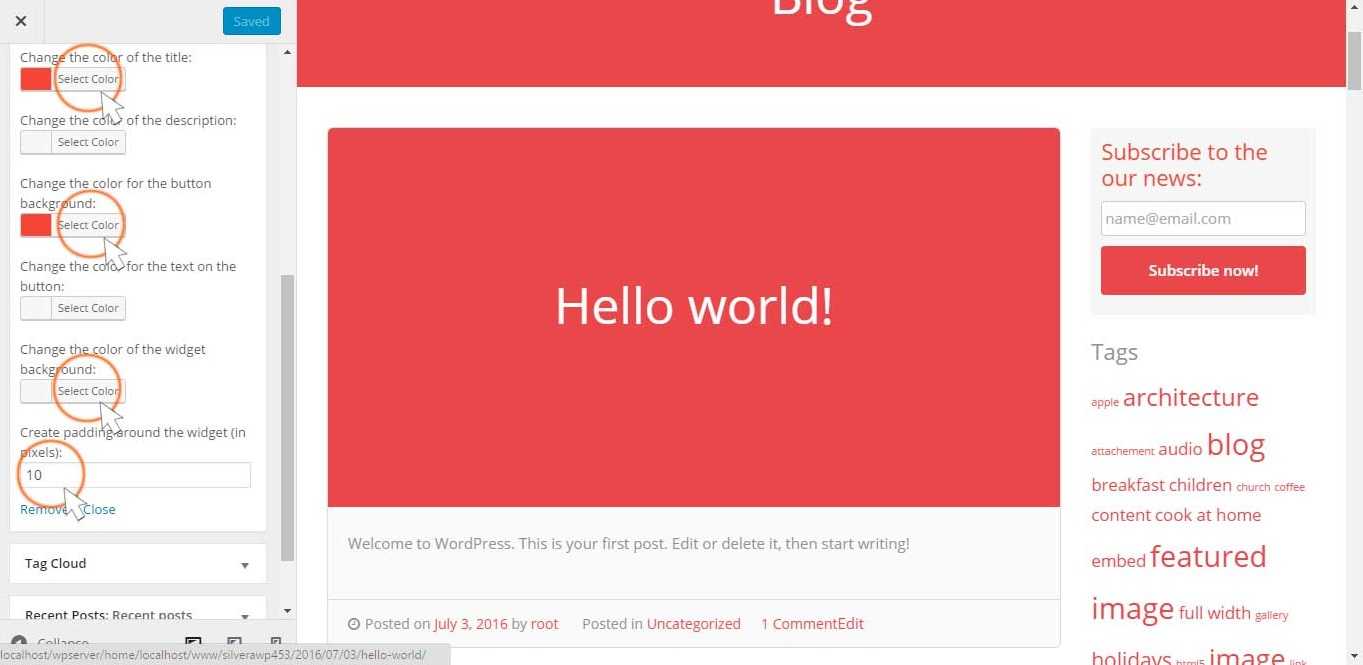 Saved
Change the color of the title:
Select Color
Change the color of the description:
Select Color
Change the color for the button
background:
Select Color
Change the color for the text on the
button:
Select Color
Change the color of the widget
background:
Select Color
Create padding around the widget (in
pixels):
10
Remove Close
Tag Cloud
Recent Posts: Recent posts
Collapse
localhost/wpserver/home/localhost/www/silverawp453/2016/07/03/hello-world/
Blog
Hello world!
Welcome to WordPress. This is your first post. Edit or delete it, then start writing!
Posted on July 3, 2016 by root Posted in Uncategorized 1 CommentEdit
Subscribe to the
our news:
name@email.com
Subscribe now!
Tags
apple architecture
attachement audio blog
breakfast children church coffee
content cook at home
embed featured
image full width gallery
holidays html5 image link